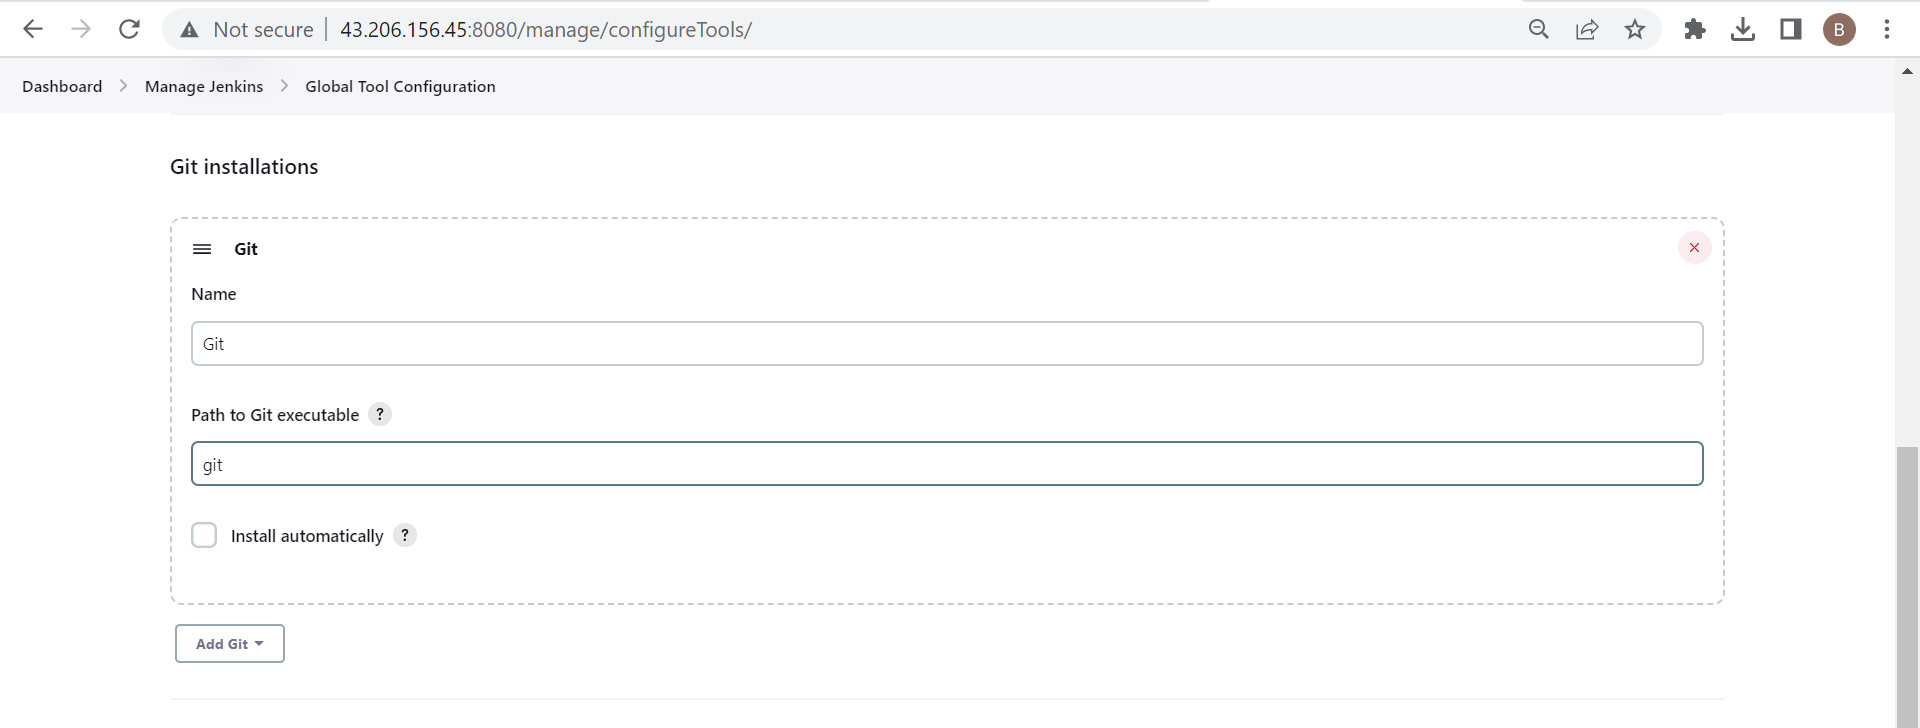 Not secure 43.206.156.45:8080/manage/configureTools/
B
Dashboard Manage Jenkins Global Tool Configuration
Git installations
Git
Name
Git
Path to Git executable ?
git
Install automatically ?
Add Git